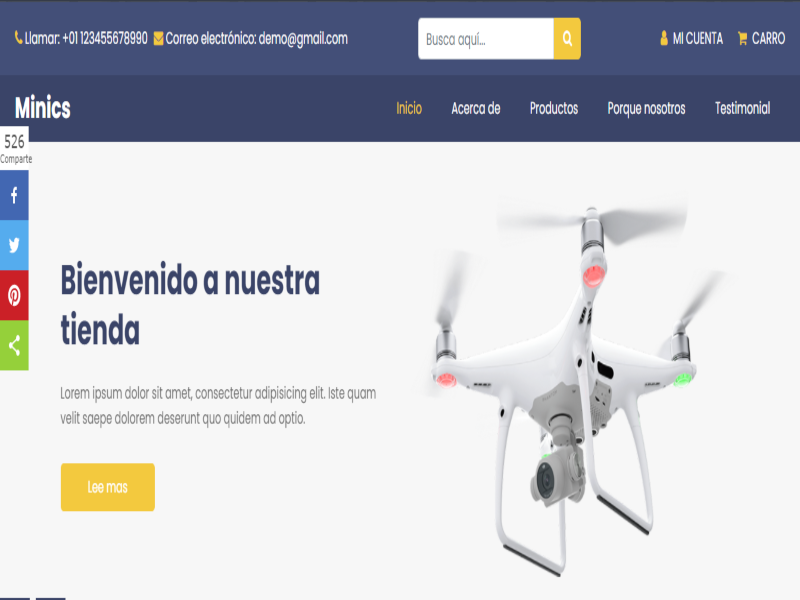 Llamar: +01 123455678990 Correo electrónico: demo@gmail.com
Busca aquí...
MI CUENTA CARRO
Minics
Inicio Acerca de Productos Porque nosotros Testimonial
526
Comparte
Bienvenido a nuestra
tienda
Lorem ipsum dolor sit amet, consectetur adipisicing elit. Iste quam
velit saepe dolorem deserunt quo quidem ad optio.
Lee mas